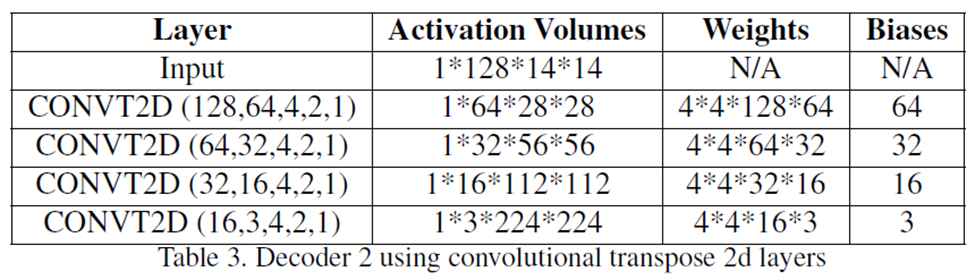 Layer Activation Volumes Weights Biases
Input 1*128*14*14 N/A N/A
CONVT2D (128,64,4,2,1) 1*64*28*28 4*4*128*64 64
CONVT2D (64,32,4,2,1) 1*32*56*56 4*4*64*32 32
CONVT2D (32,16,4,2,1) 1*16*112*112 4*4*32*16 16
CONVT2D (16,3,4,2,1) 1*3*224*224 4*4*16*3 3
Table 3. Decoder 2 using convolutional transpose 2d layers